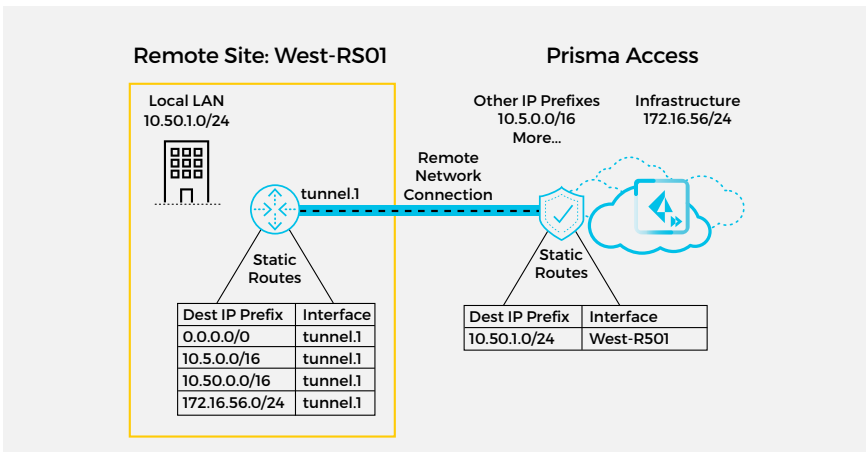 Remote Site: West-RS01
Prisma Access
Local LAN
10.50.1.0/24
Other IP Prefixes
10.5.0.0/16
More...
Infrastructure
172.16.56/24
Remote
Network
Connection
tunnel.1
Static
Routes
Static
Routes
Dest IP Prefix Interface
0.0.0.0/0 tunnel.1
10.5.0.0/16 tunnel.1
10.50.0.0/16 tunnel.1
172.16.56.0/24 tunnel.1
Dest IP Prefix Interface
10.50.1.0/24 West-R501